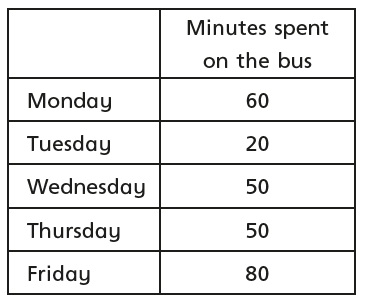 Minutes spent
on the bus
Monday 60
Tuesday 20
Wednesday 50
Thursday 50
Friday 80